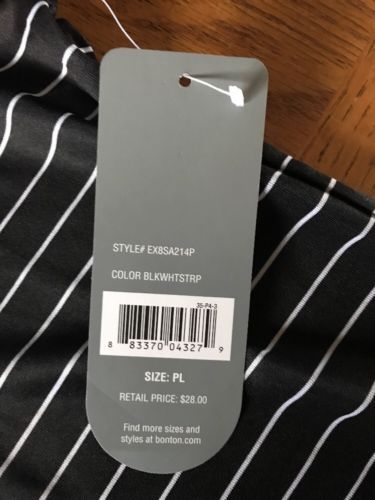 STYLE# EX8SA214P
COLOR BLKWHTSTRP
35-P4-3
8 83370 04327 9
SIZE: PL
RETAIL PRICE: $28.00
Find more sizes and
styles at bonton.com